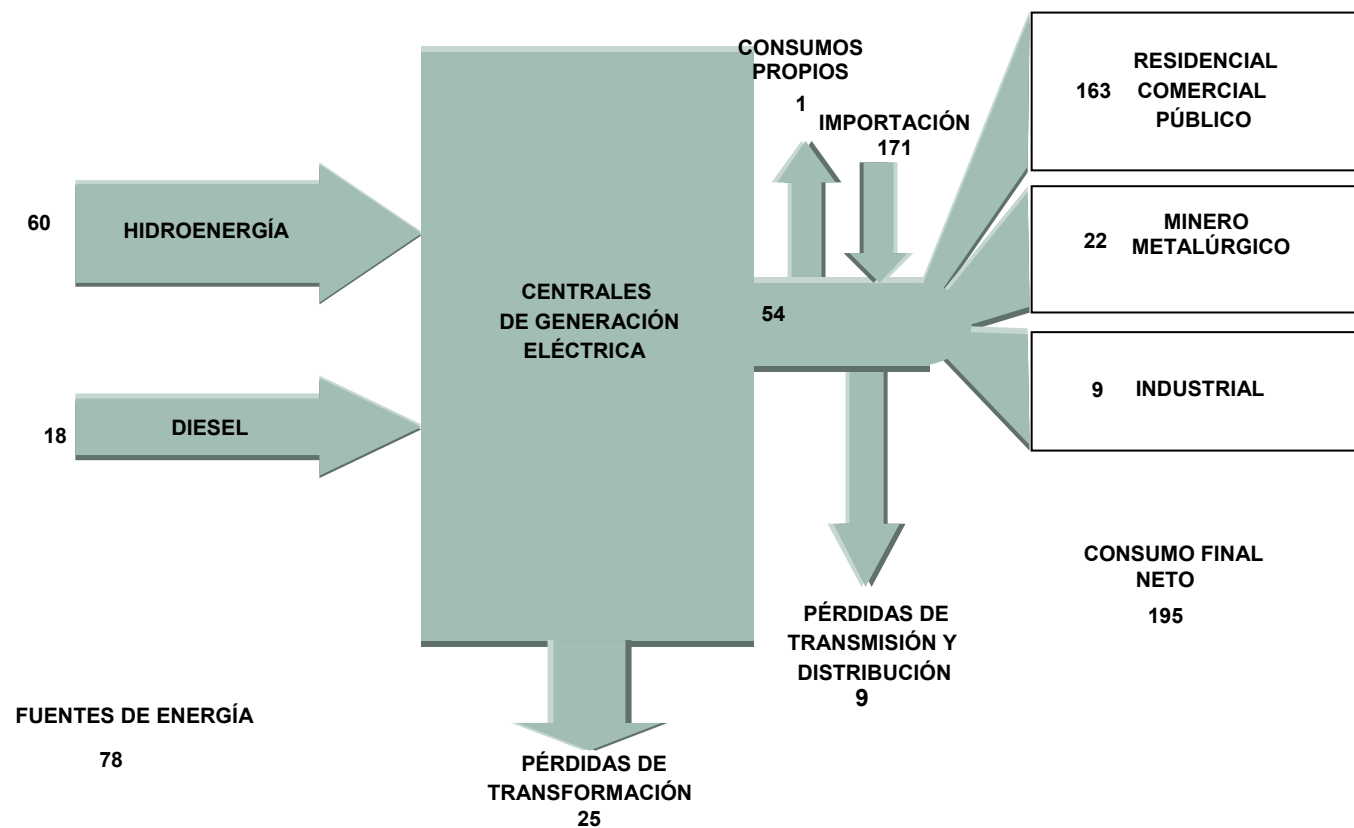 60
HIDROENERGÍA
18
DIESEL
FUENTES DE ENERGÍA
78
CENTRALES
DE GENERACIÓN
ELÉCTRICA
PÉRDIDAS DE
TRANSFORMACIÓN
25
CONSUMOS
PROPIOS
1
IMPORTACIÓN
171
54
PÉRDIDAS DE
TRANSMISIÓN Y
DISTRIBUCIÓN
9
RESIDENCIAL
163 COMERCIAL
PÚBLICO
MINERO
22 METALÚRGICO
9 INDUSTRIAL
CONSUMO FINAL
NETO
195